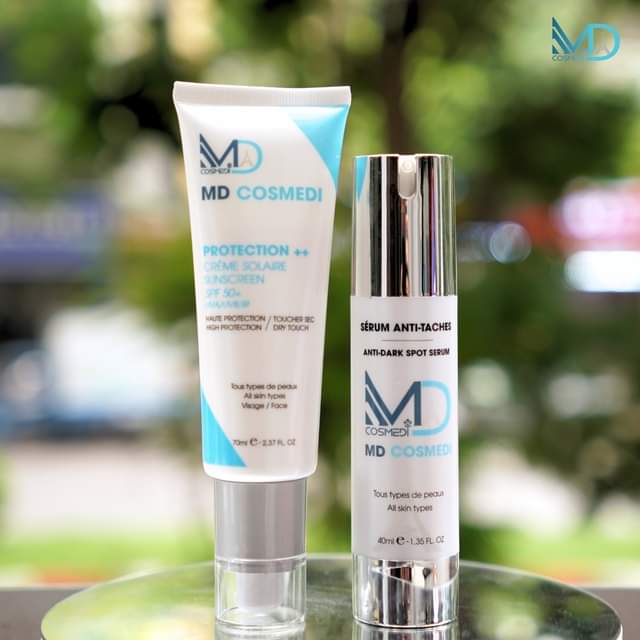 MD
COSMEDI
MD
COSMEDI
MD COSMEDI
PROTECTION ++
CRÈME SOLAIRE
SUNSCREEN
SPF 50+
HAUTE PROTECTION / TOUCHER SEC
HIGH PROTECTION / DRY TOUCH
Tous types de peaux
All skin types
Visage / Face
70ml e - 2.37 FL. OZ
SÉRUM ANTI-TACHES
ANTI-DARK SPOT SERUM
MD
COSMEDI
MD COSMEDI
Tous types de peaux
All skin types
40ml e - 1.35 FL. OZ